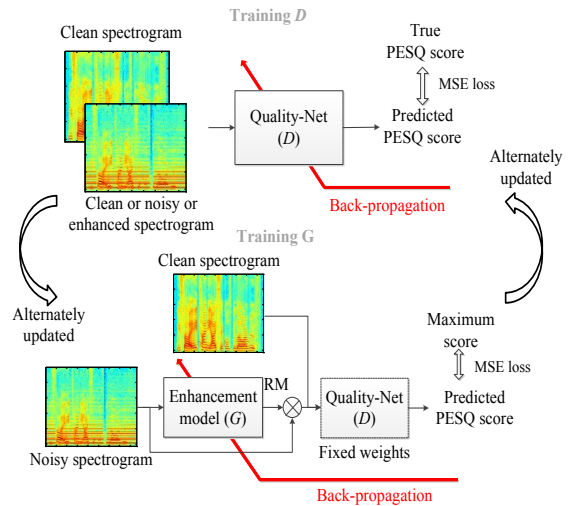 Training D
Clean spectrogram
True
PESQ score
MSE loss
Quality-Net
(D)
Predicted
PESQ score
Alternately
updated
Clean or noisy or
enhanced spectrogram
Back-propagation
Training G
Clean spectrogram
Alternately
updated
Maximum
score
MSE loss
RM
Enhancement
model (G)
Quality-Net
(D)
Predicted
PESQ score
Noisy spectrogram
Fixed weights
Back-propagation